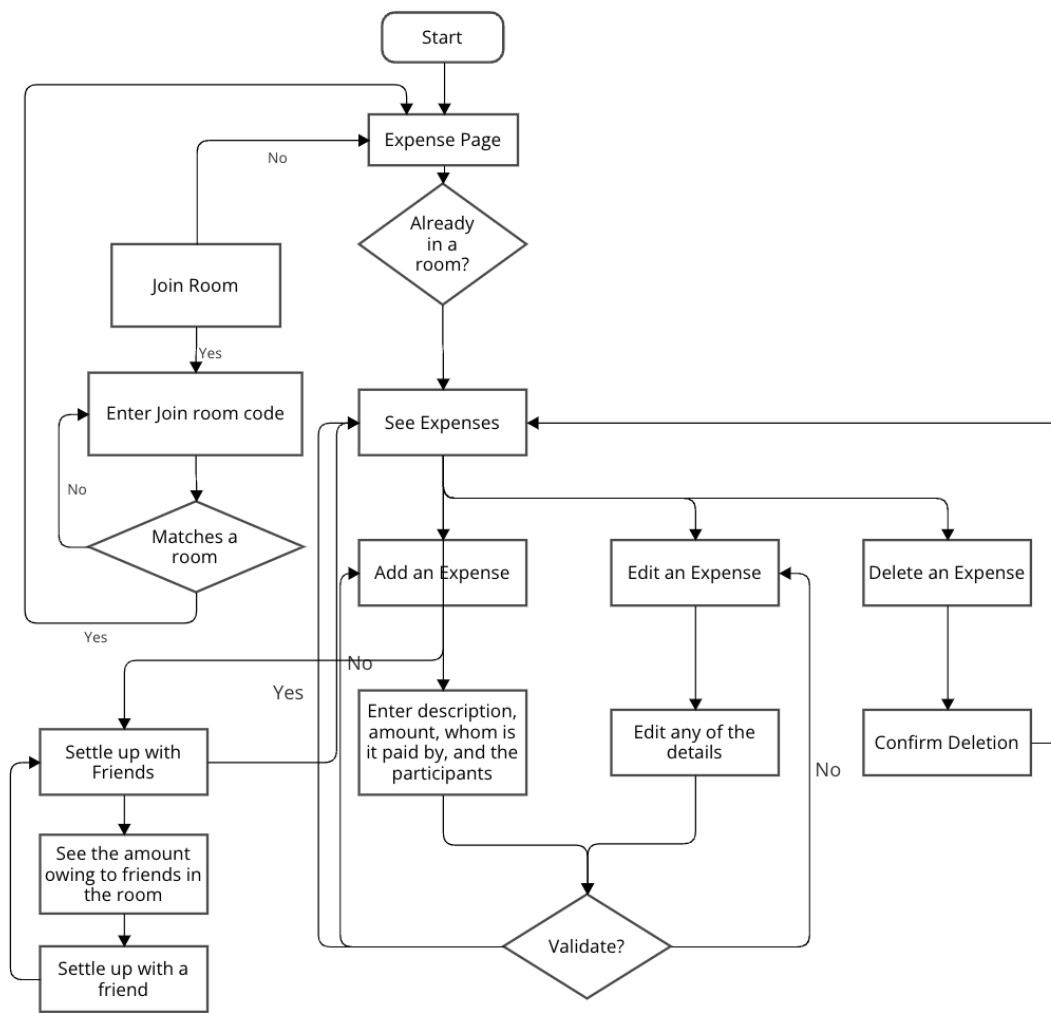 Start
Expense Page
No
Already
in a
room?
Join Room
Yes
Enter Join room code
See Expenses
No
Matches a
room
Add an Expense
Edit an Expense
Delete an Expense
Yes
No
Yes
Enter description,
amount, whom is
it paid by, and the
participants
Edit any of the
details
Confirm Deletion
No
Settle up with
Friends
See the amount
owing to friends in
the room
Validate?
Settle up with a
friend